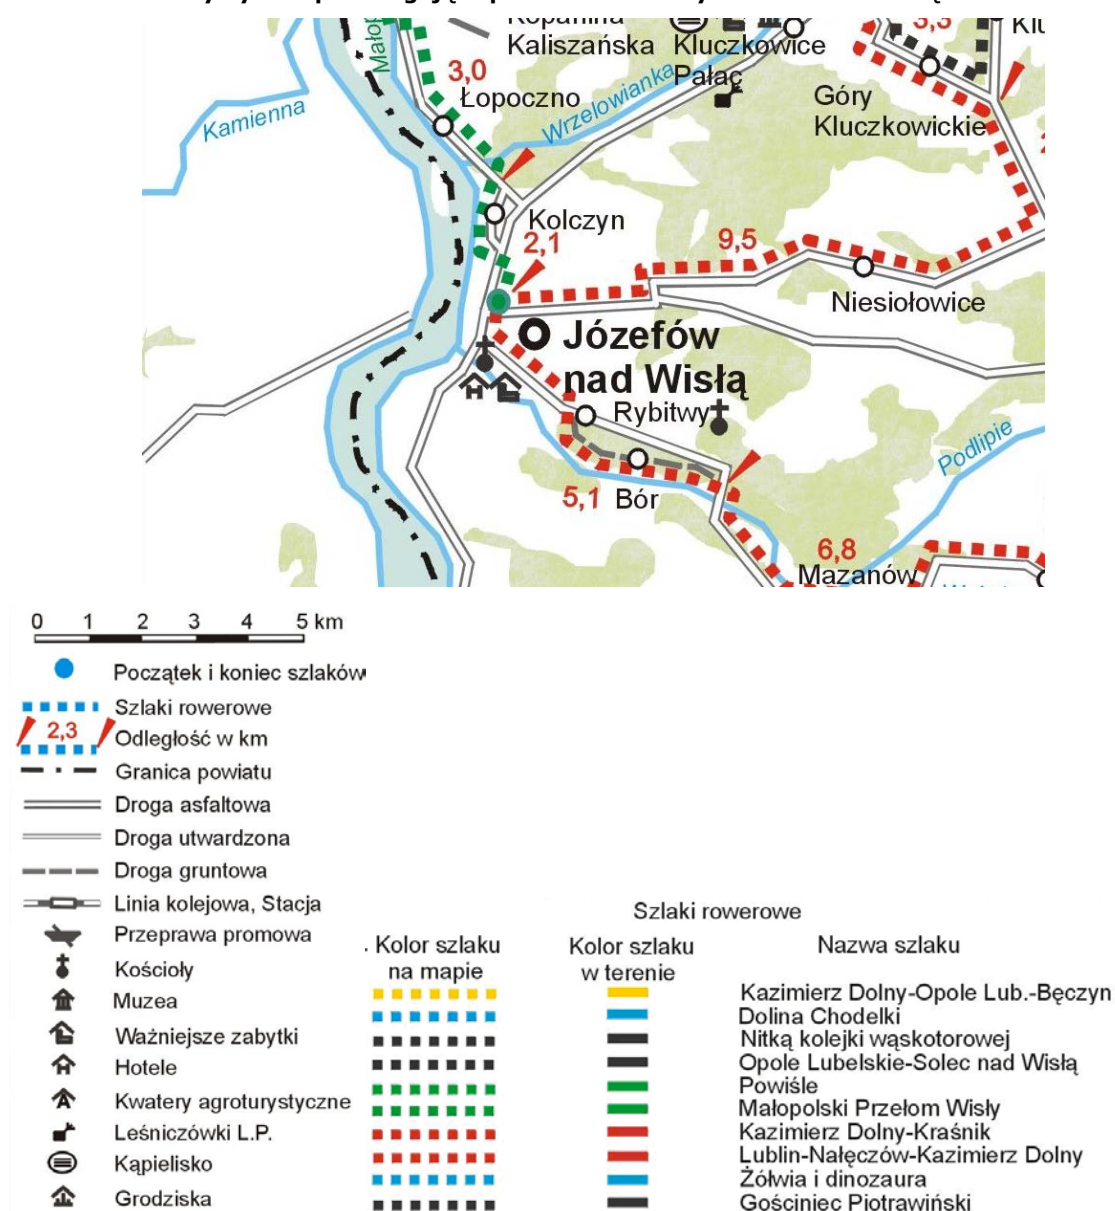 Małop
Kopanina
Kaliszańska
Kluczkowice
Pałac
3,3
3,0
Łopoczno
Kamienna
Wrzelowianka
Góry
Kluczkowickie
Kolczyn
2,1
9,5
Niesiołowice
Józefów
nad Wisłą
Rybitwy
Podlipie
5,1
Bór
6,8
Mazanów
0 1 2 3 4 5 km
Początek i koniec szlaków
Szlaki rowerowe
2,3
Odległość w km
Granica powiatu
Droga asfaltowa
Droga utwardzona
Droga gruntowa
Linia kolejowa, Stacja
Przeprawa promowa
Kościoły
Muzea
Ważniejsze zabytki
Hotele
Kwatery agroturystyczne
Leśniczówki L.P.
Kąpielisko
Grodziska
Szlaki rowerowe
Kolor szlaku
na mapie
Kolor szlaku
w terenie
Nazwa szlaku
Kazimierz Dolny-Opole Lub.-Bęczyn
Dolina Chodelki
Nitką kolejki wąskotorowej
Opole Lubelskie-Solec nad Wisłą
Powiśle
Małopolski Przełom Wisły
Kazimierz Dolny-Kraśnik
Lublin-Nałęczów-Kazimierz Dolny
Żółwia i dinozaura
Gościniec Piotrawiński